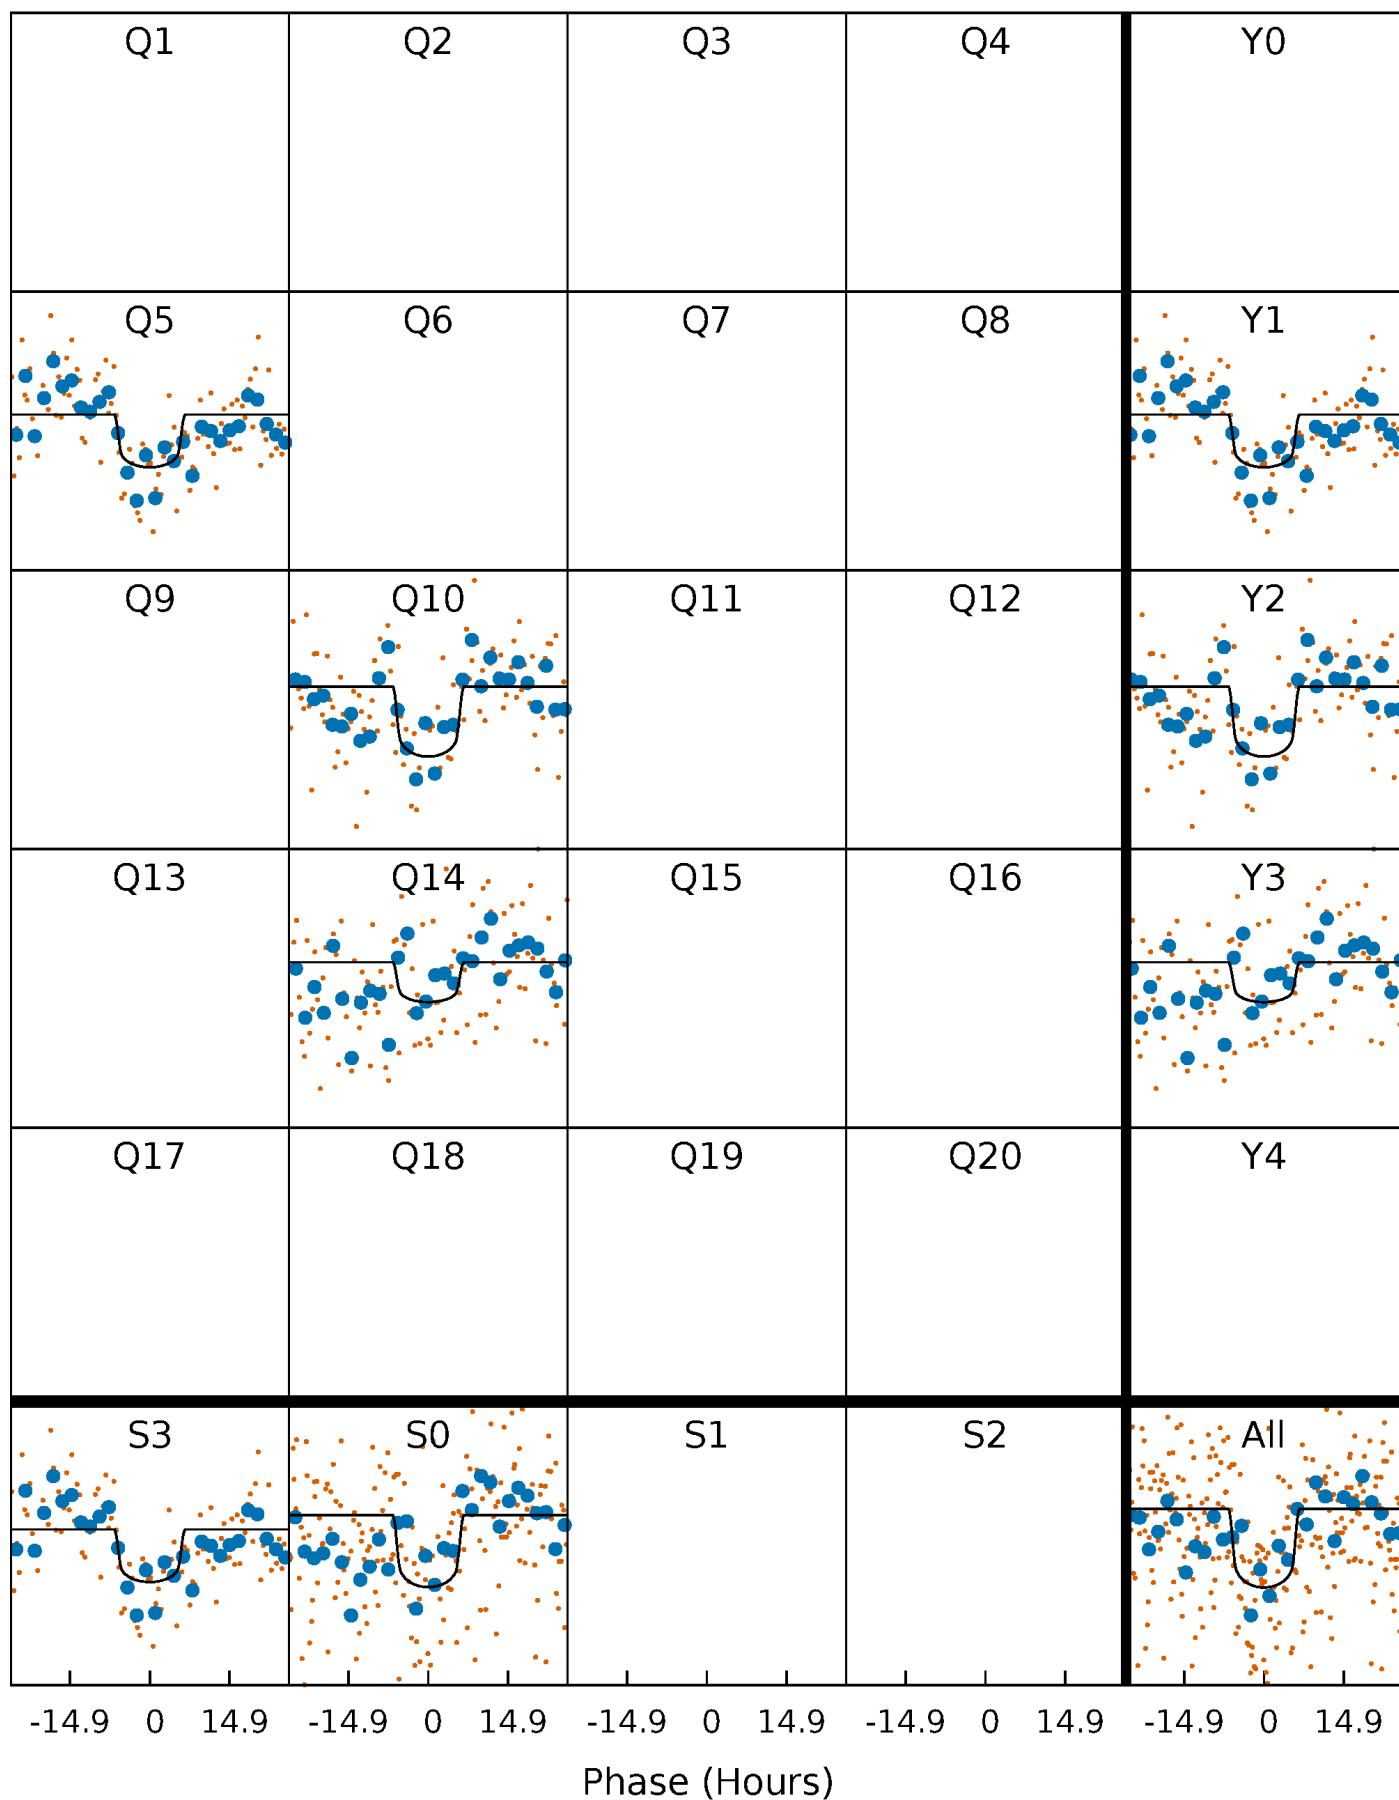 Q1 Q2 Q3 Q4 Y0
Q5 Q6 Q7 Q8 Y1
Q9 Q10 Q11 Q12 Y2
Q13 Q14 Q15 Q16 Y3
Q17 Q18 Q19 Q20 Y4
S3 S0 S1 S2 All
-14.9 0 14.9 -14.9 0 14.9 -14.9 0 14.9 -14.9 0 14.9 -14.9 0 14.9
Phase (Hours)